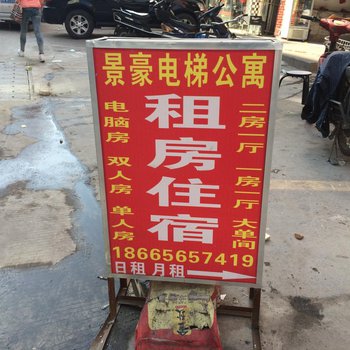 景豪电梯公寓
电脑房 双人房 单人房
租房住宿
二房一厅 一房一厅 大单间
18665657419
日租 月租